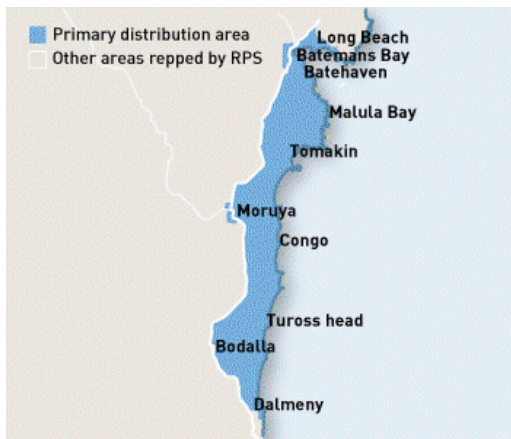 Primary distribution area
Other areas repped by RPS
Long Beach
Batemans Bay
Batehaven
Malula Bay
Tomakin
Moruya
Congo
Tuross head
Bodalla
Dalmeny